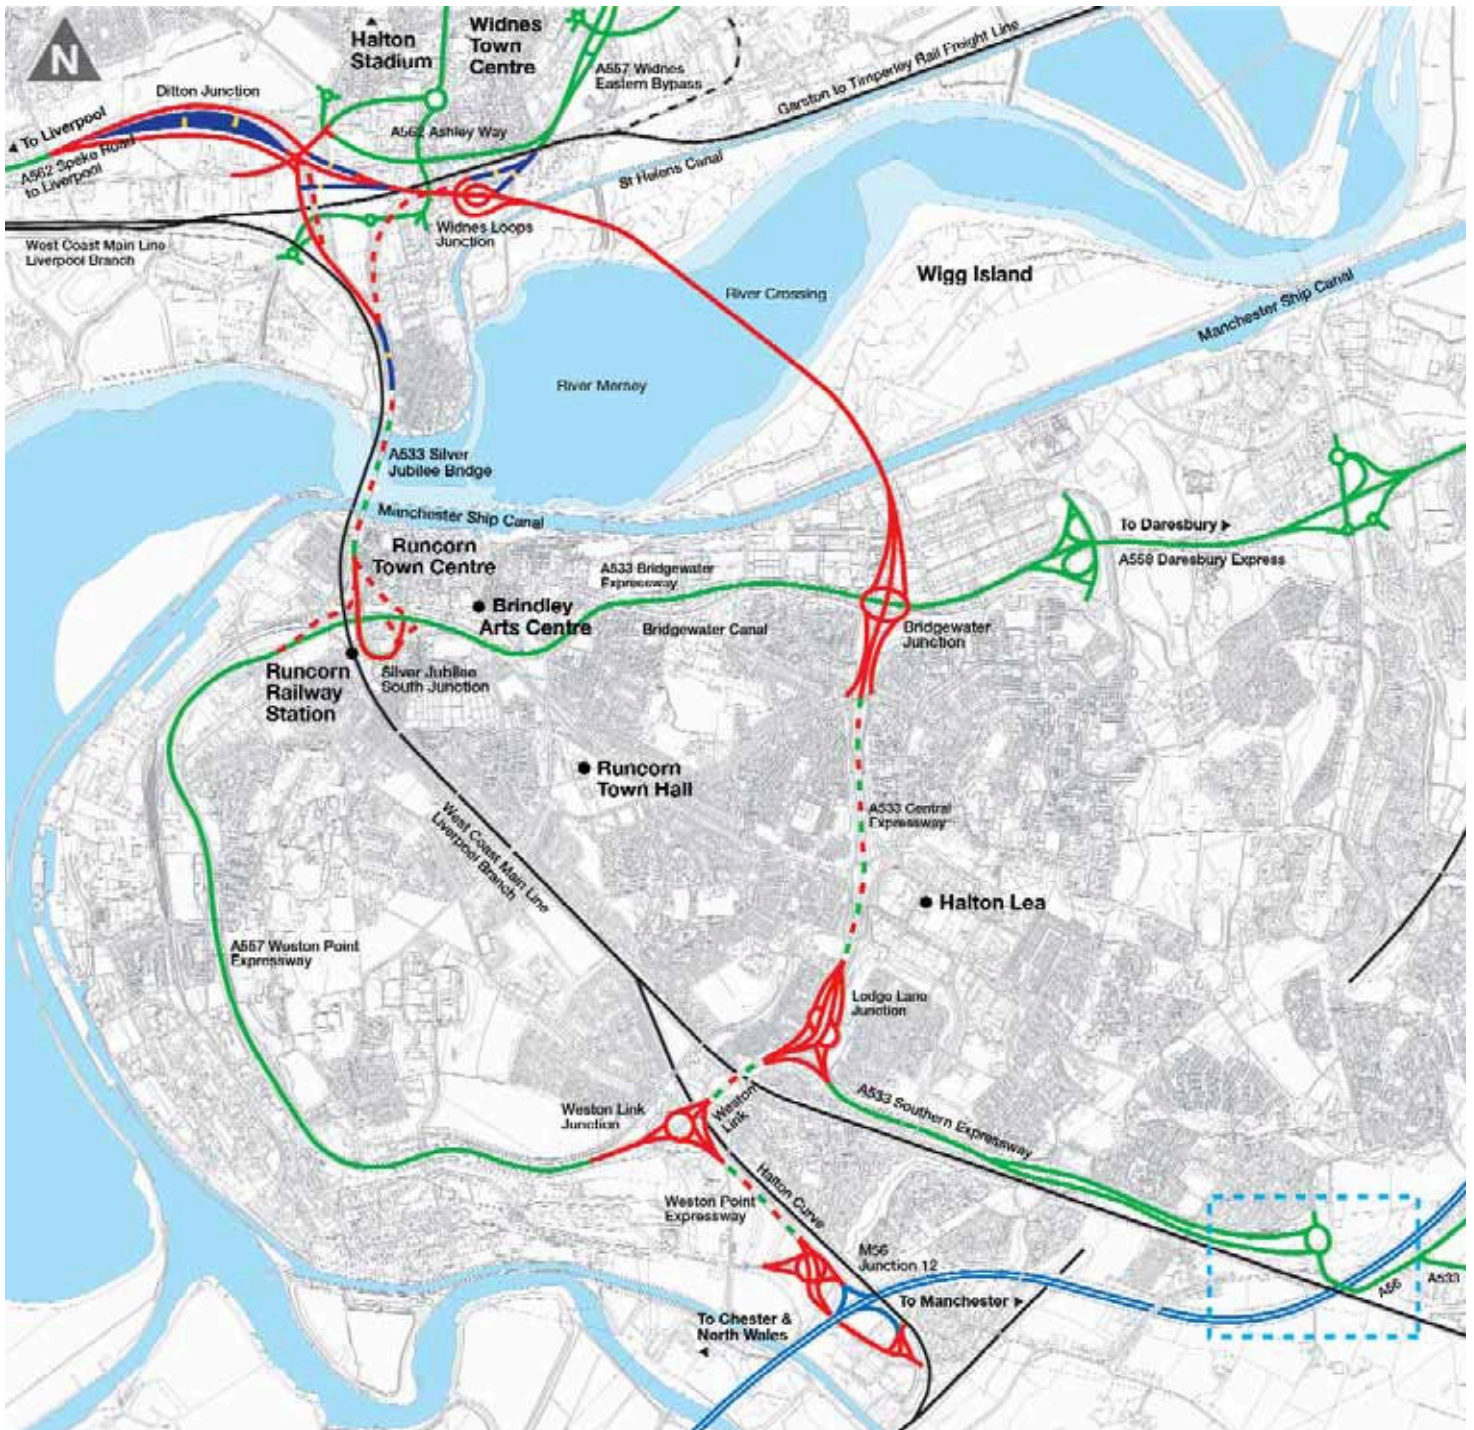 N
Halton
Stadium
Widnes
Town
Centre
A557 Widnes
Eastern Bypass
Garston to Timperley Rail Freight Line
Ditton Junction
To Liverpool
A562 Speke Road
to Liverpool
A562 Ashley Way
St Helens Canal
West Coast Main Line
Liverpool Branch
Widnes Loops
Junction
River Crossing
Wigg Island
Manchester Ship Canal
River Mersey
A533 Silver
Jubilee Bridge
Manchester Ship Canal
Runcorn
Town Centre
A533 Bridgewater
Expressway
To Daresbury
A558 Daresbury Express
Brindley
Arts Centre
Bridgewater Canal
Bridgewater
Junction
Runcorn
Railway
Station
Silver Jubilee
South Junction
Runcorn
Town Hall
A533 Central
Expressway
West Coast Main Line
Liverpool Branch
Halton Lea
A557 Weston Point
Expressway
Lodge Lane
Junction
Weston Link
Junction
Weston
Link
A533 Southern Expressway
Weston Point
Expressway
Halton Curve
M56
Junction 12
To Manchester
To Chester &
North Wales
A56
A533